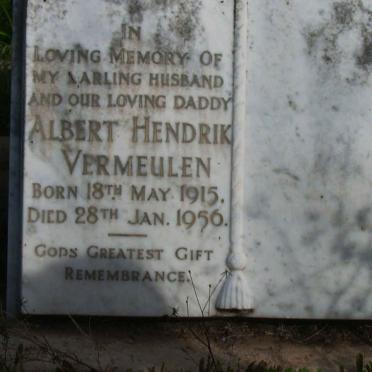 IN
LOVING MEMORY OF
MY DARLING HUSBAND
AND OUR LOVING DADDY
ALBERT HENDRIK
VERMEULEN
BORN 18TH MAY 1915.
DIED 28TH JAN. 1956.
GODS GREATEST GIFT
REMEMBRANCE.